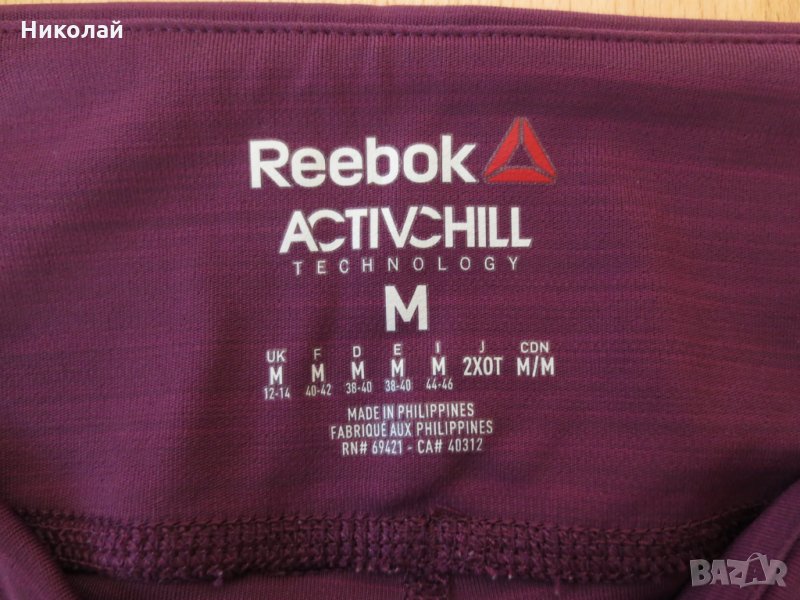 Николай
Reebok
ACTIVCHILL
TECHNOLOGY
M
UK F D E I J CDN
M M M M M 2XOT M/M
12-14 40-42 38-40 38-40 44-46
MADE IN PHILIPPINES
FABRIQUÉ AUX PHILIPPINES
RN# 69421 - CA# 40312
BAZAR